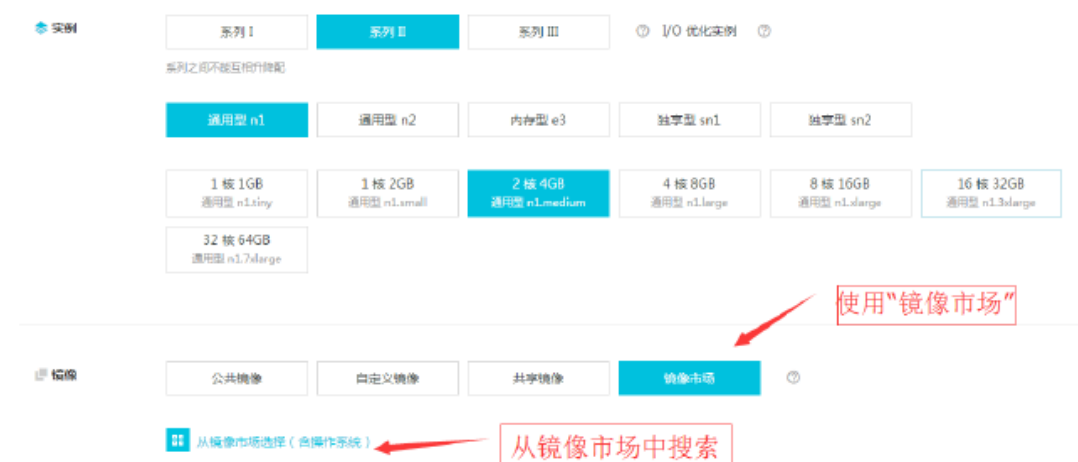 实例
系列 I
系列 II
系列 III
I/O 优化实例
系列之间不能互相升降配
通用型 n1
通用型 n2
内存型 e3
独享型 sn1
独享型 sn2
1 核 1GB
通用型 n1.tiny
1 核 2GB
通用型 n1.small
2 核 4GB
通用型 n1.medium
4 核 8GB
通用型 n1.large
8 核 16GB
通用型 n1.xlarge
16 核 32GB
通用型 n1.3xlarge
32 核 64GB
通用型 n1.7xlarge
使用“镜像市场”
镜像
公共镜像
自定义镜像
共享镜像
镜像市场
从镜像市场选择（含操作系统）
从镜像市场中搜索